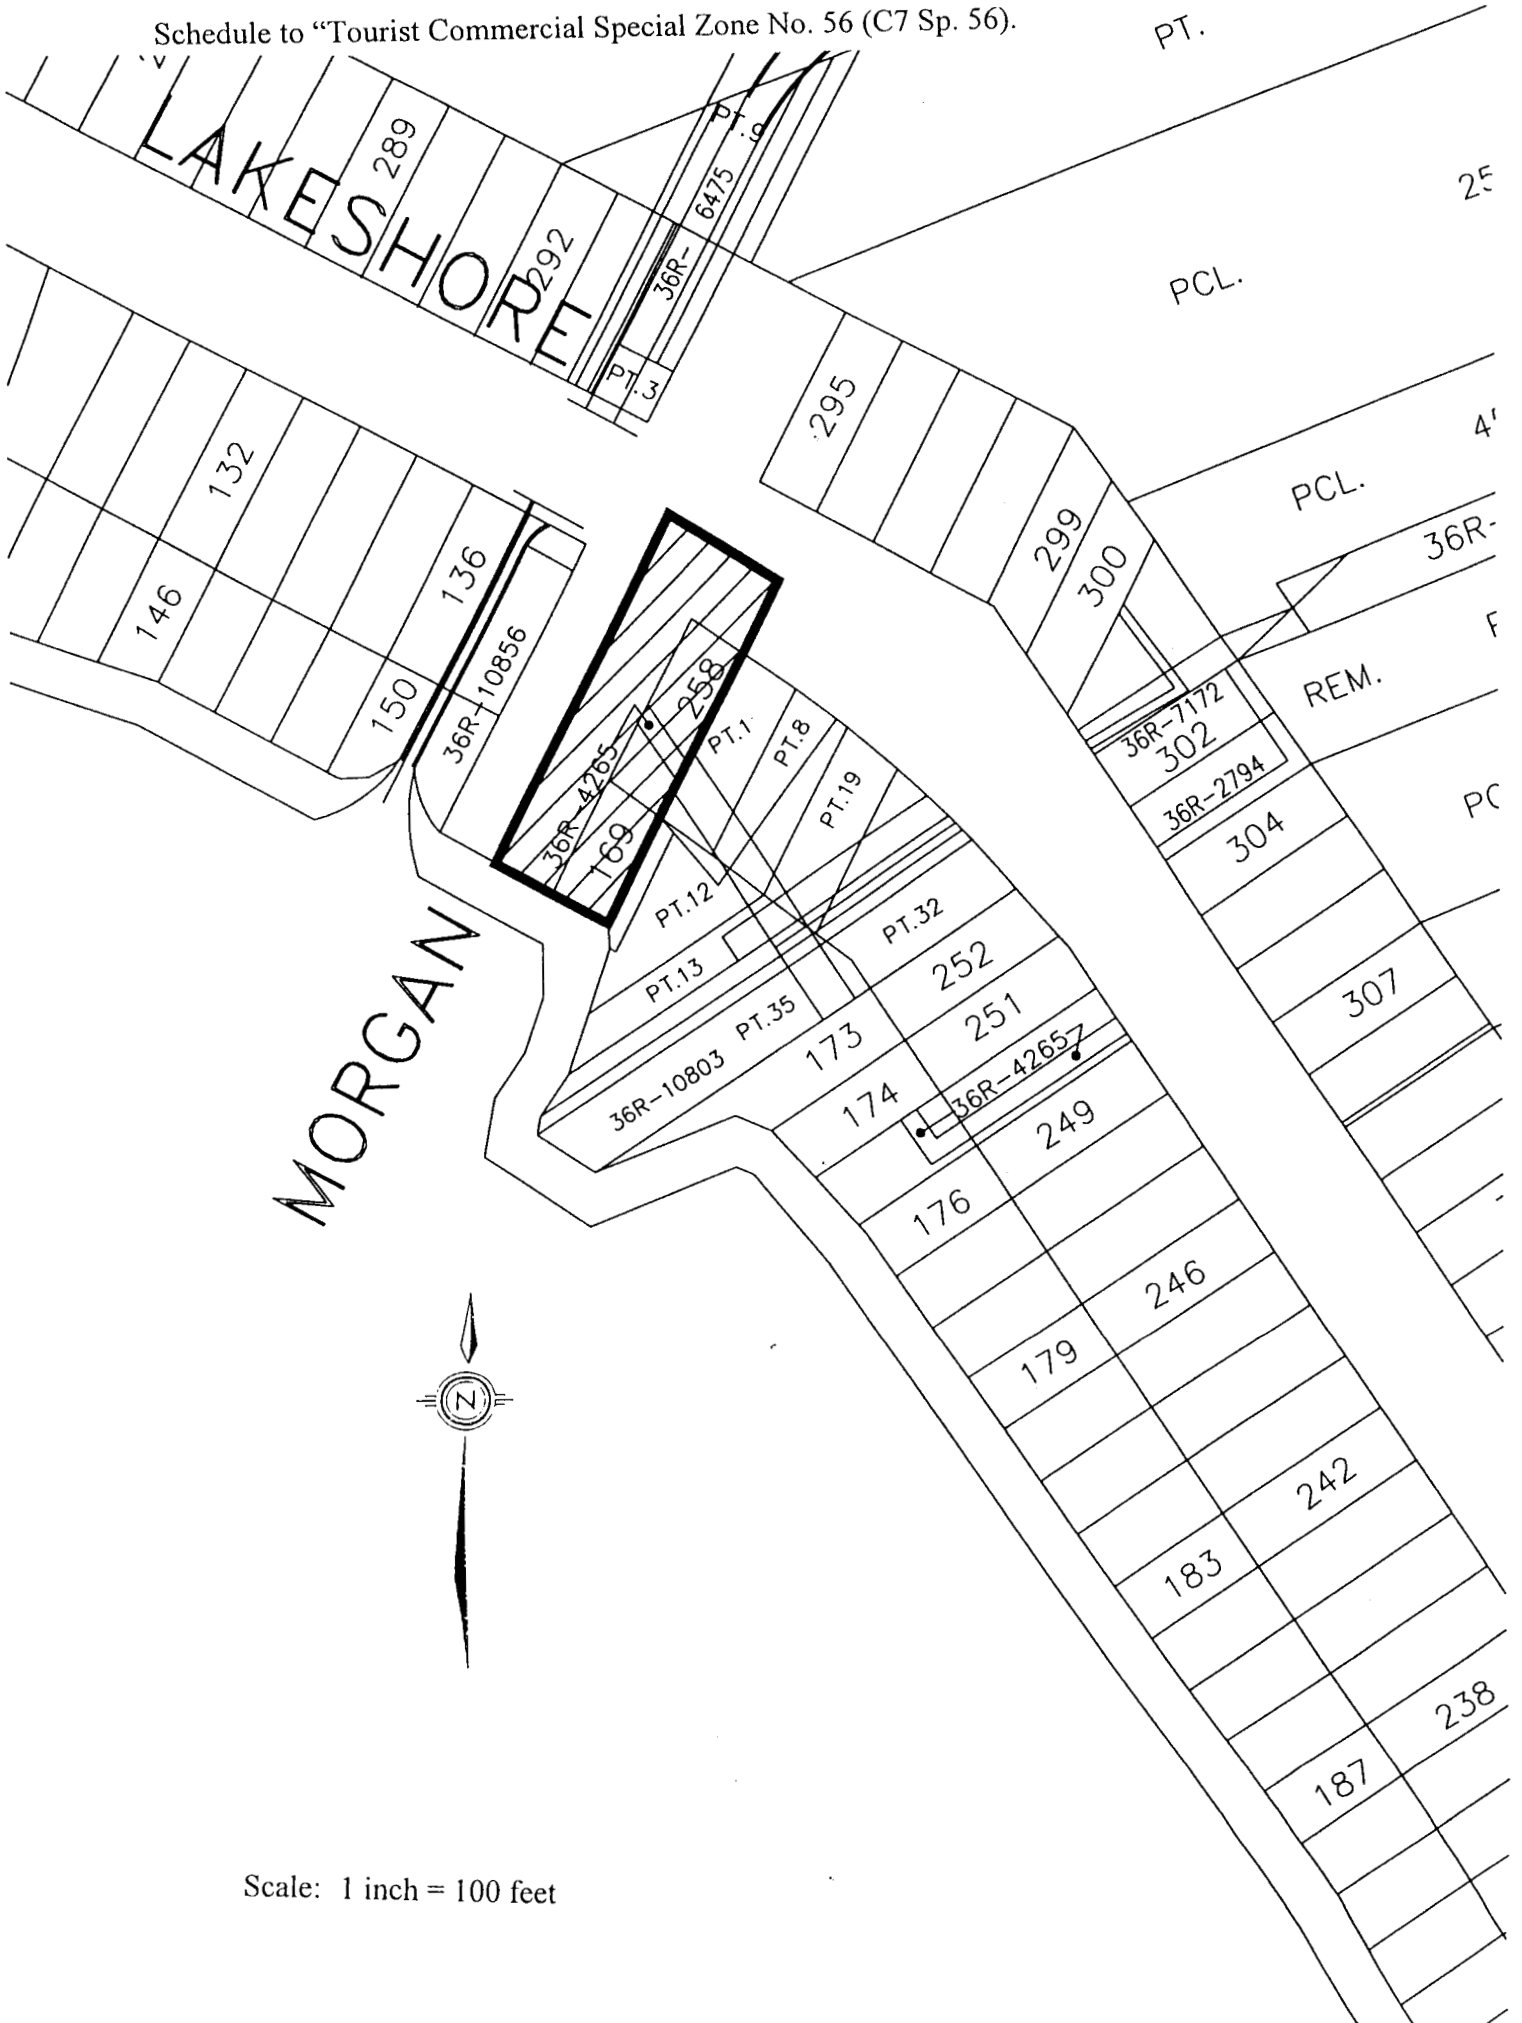 Schedule to “Tourist Commercial Special Zone No. 56 (C7 Sp. 56).
PT.
LAKESHORE
289
292
PT.9
6475
36R-
PT.3
PCL.
295
299
300
PCL.
36R-
REM.
132
136
146
150
36R-10856
258
36R-4265
169
PT.1
PT.8
PT.19
36R-7172
302
36R-2794
304
307
PT.12
PT.13
PT.32
PT.35
36R-10803
252
251
173
174
36R-4265
249
176
246
179
242
183
238
187
MORGAN
N
Scale: 1 inch = 100 feet